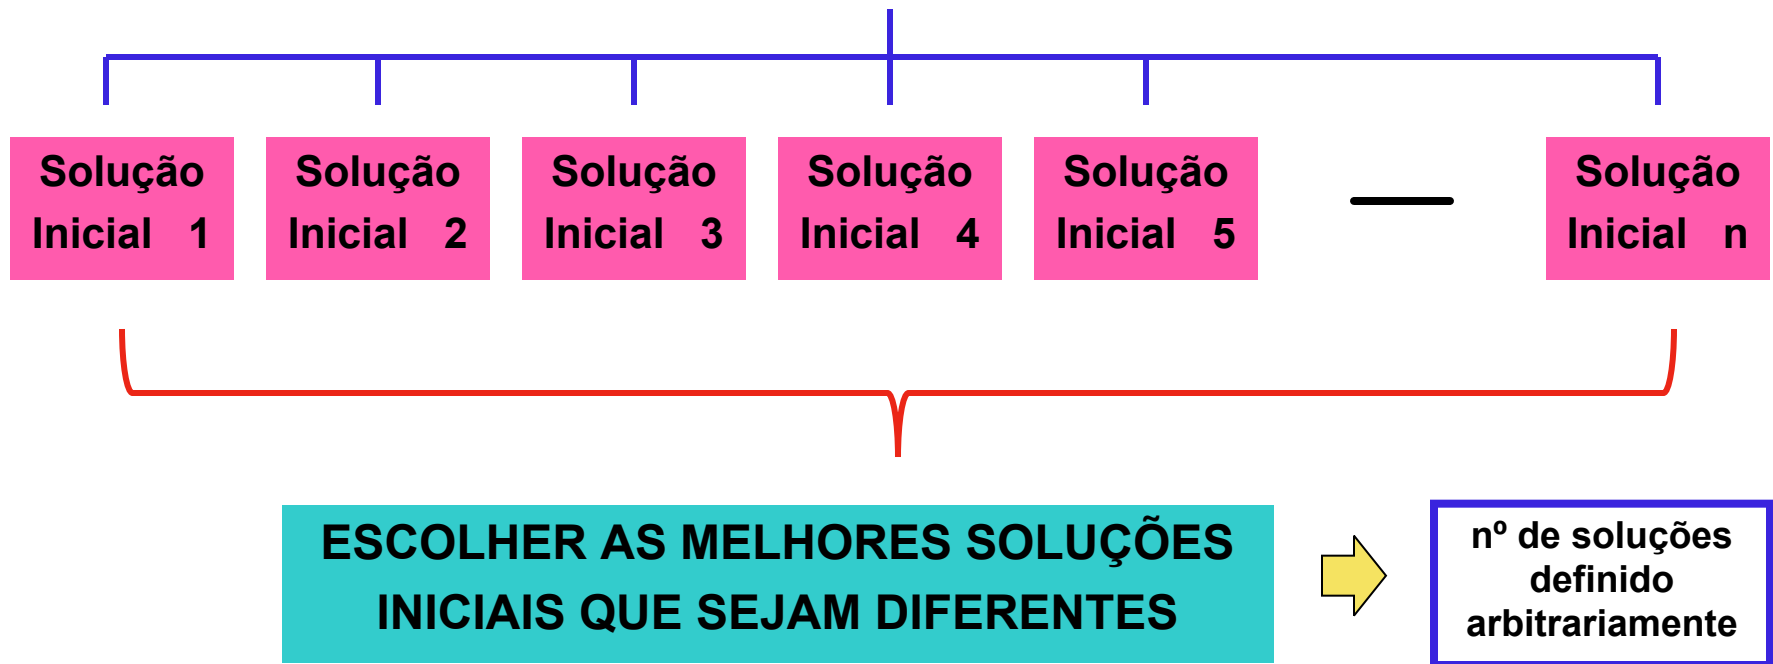 Solução
Inicial 1
Solução
Inicial 2
Solução
Inicial 3
Solução
Inicial 4
Solução
Inicial 5
Solução
Inicial n
ESCOLHER AS MELHORES SOLUÇÕES
INICIAIS QUE SEJAM DIFERENTES
nº de soluções
definido
arbitrariamente